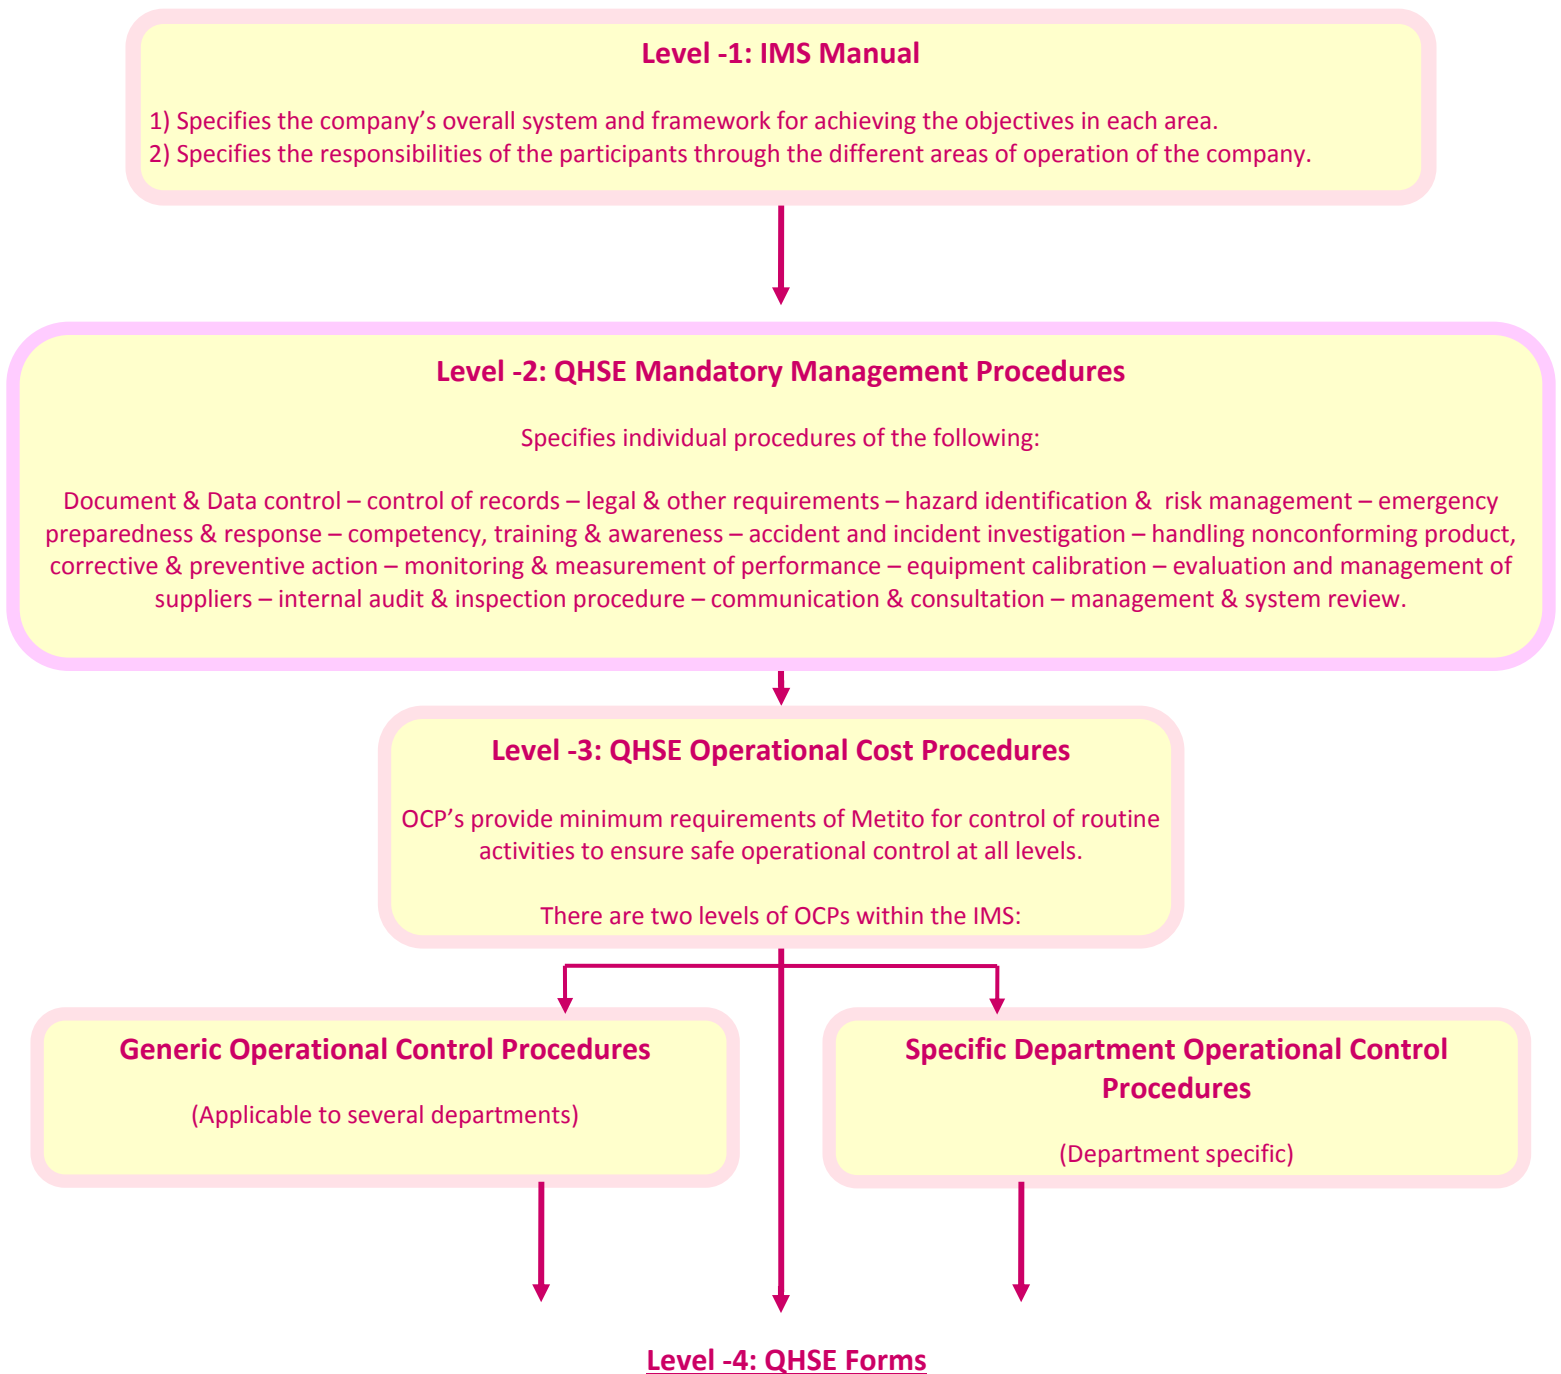 Level -1: IMS Manual
1) Specifies the company’s overall system and framework for achieving the objectives in each area.
2) Specifies the responsibilities of the participants through the different areas of operation of the company.
Level -2: QHSE Mandatory Management Procedures
Specifies individual procedures of the following:
Document & Data control – control of records – legal & other requirements – hazard identification & risk management – emergency
preparedness & response – competency, training & awareness – accident and incident investigation – handling nonconforming product,
corrective & preventive action – monitoring & measurement of performance – equipment calibration – evaluation and management of
suppliers – internal audit & inspection procedure – communication & consultation – management & system review.
Level -3: QHSE Operational Cost Procedures
OCP’s provide minimum requirements of Metito for control of routine
activities to ensure safe operational control at all levels.
There are two levels of OCPs within the IMS:
Generic Operational Control Procedures
(Applicable to several departments)
Specific Department Operational Control
Procedures
(Department specific)
Level -4: QHSE Forms